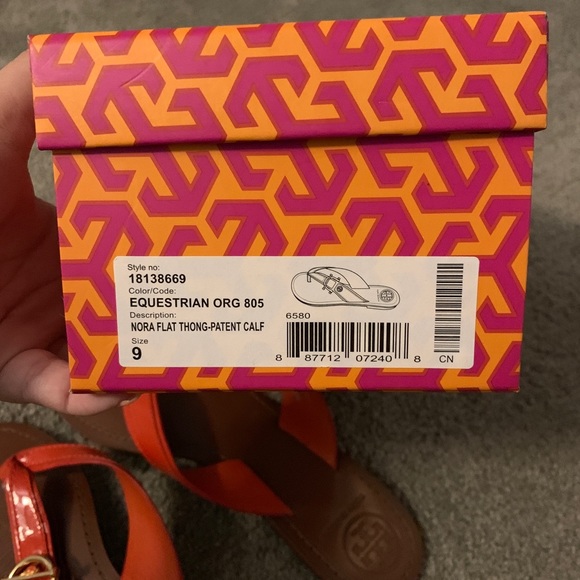 Style no:
18138669
Color/Code:
EQUESTRIAN ORG 805
Description:
NORA FLAT THONG-PATENT CALF
Size
9
6580
8 87712 07240 8 CN